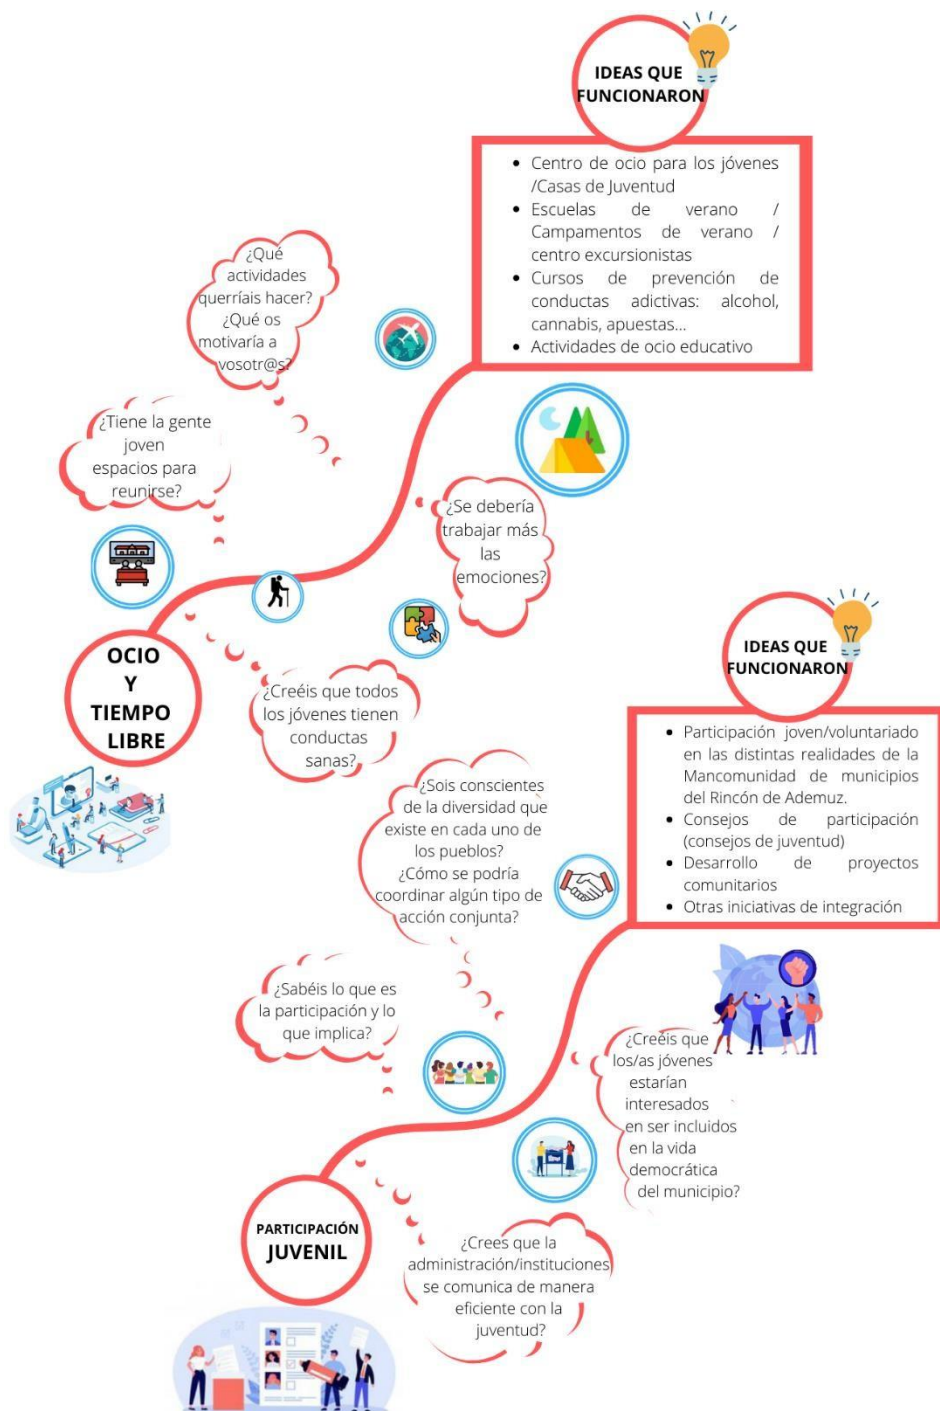 IDEAS QUE
FUNCIONARON
• Centro de ocio para los jóvenes
/Casas de Juventud
• Escuelas de verano /
Campamentos de verano /
centro excursionistas
• Cursos de prevención de
conductas adictivas: alcohol,
cannabis, apuestas...
• Actividades de ocio educativo
¿Qué
actividades
querríais hacer?
¿Qué os
motivaría a
vosotr@s?
¿Tiene la gente
joven
espacios para
reunirse?
¿Se debería
trabajar más
las
emociones?
OCIO
Y
TIEMPO
LIBRE
¿Creéis que todos
los jóvenes tienen
conductas
sanas?
IDEAS QUE
FUNCIONARON
• Participación joven/voluntariado
en las distintas realidades de la
Mancomunidad de municipios
del Rincón de Ademuz.
• Consejos de participación
(consejos de juventud)
• Desarrollo de proyectos
comunitarios
• Otras iniciativas de integración
¿Sois conscientes
de la diversidad que
existe en cada uno de
los pueblos?
¿Cómo se podría
coordinar algún tipo de
acción conjunta?
¿Sabéis lo que es
la participación y lo
que implica?
¿Creéis que
los/as jóvenes
estarían
interesados
en ser incluidos
en la vida
democrática
del municipio?
PARTICIPACIÓN
JUVENIL
¿Crees que la
administración/instituciones
se comunica de manera
eficiente con la
juventud?